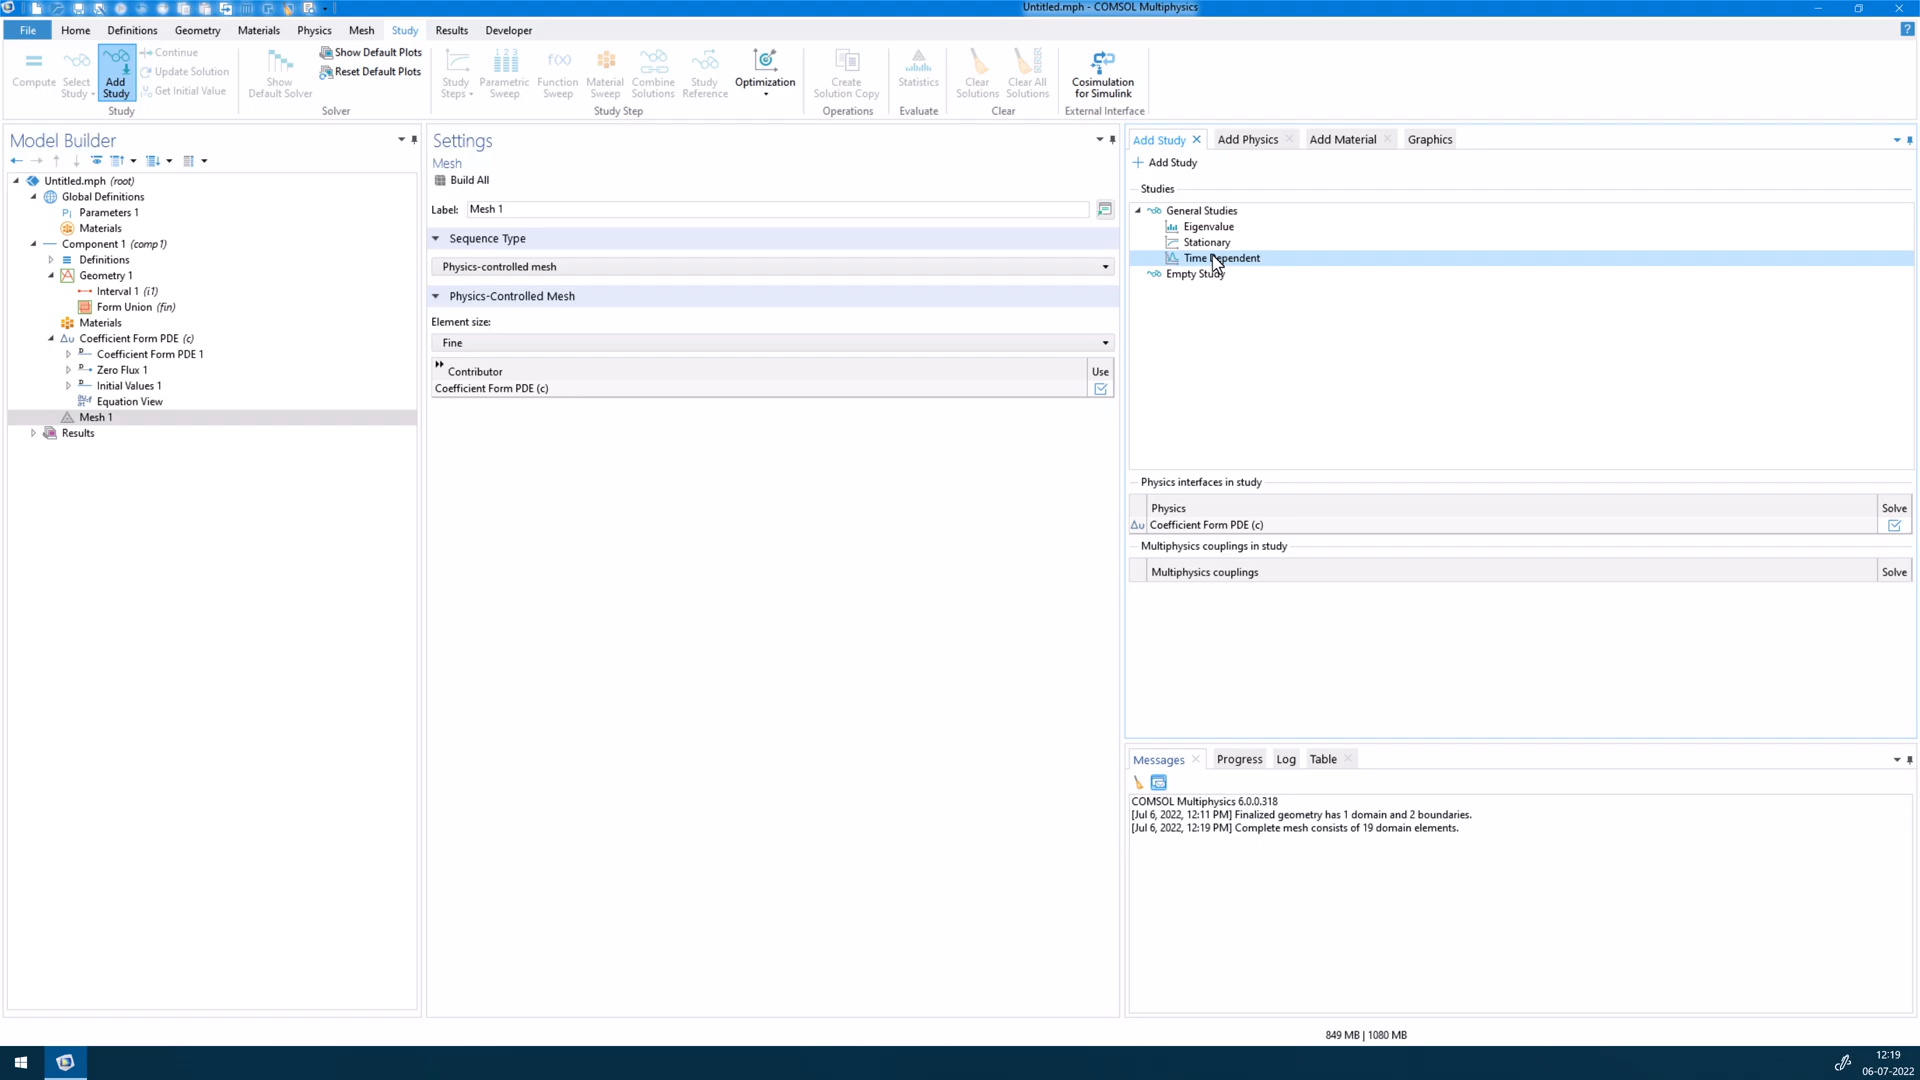 Untitled.mph - COMSOL Multiphysics
File Home Definitions Geometry Materials Physics Mesh Study Results Developer
Compute
Select Study
Add Study
Continue
Update Solution
Get Initial Value
Study
Show Default Solver
Show Default Plots
Reset Default Plots
Solver
Study Steps
Parametric Sweep
Function Sweep
Material Sweep
Combine Solutions
Study Reference
Optimization
Study Step
Create Solution Copy
Operations
Statistics
Evaluate
Clear Solutions
Clear All Solutions
Clear
Cosimulation for Simulink
External Interface
Model Builder
Untitled.mph (root)
Global Definitions
Parameters 1
Materials
Component 1 (comp1)
Definitions
Geometry 1
Interval 1 (i1)
Form Union (fin)
Materials
Coefficient Form PDE (c)
Coefficient Form PDE 1
Zero Flux 1
Initial Values 1
Equation View
Mesh 1
Results
Settings
Mesh
Build All
Label: Mesh 1
Sequence Type
Physics-controlled mesh
Physics-Controlled Mesh
Element size:
Fine
Contributor Use
Coefficient Form PDE (c)
Add Study Add Physics Add Material Graphics
Add Study
Studies
General Studies
Eigenvalue
Stationary
Time Dependent
Empty Study
Physics interfaces in study
Physics Solve
Δu Coefficient Form PDE (c)
Multiphysics couplings in study
Multiphysics couplings Solve
Messages Progress Log Table
COMSOL Multiphysics 6.0.0.318
[Jul 6, 2022, 12:11 PM] Finalized geometry has 1 domain and 2 boundaries.
[Jul 6, 2022, 12:19 PM] Complete mesh consists of 19 domain elements.
849 MB | 1080 MB
12:19
06-07-2022